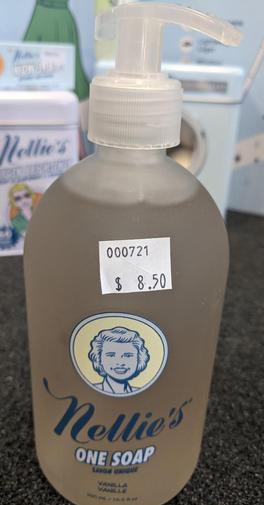 Nellie's
000721
$ 8.50
Nellie's
ONE SOAP
SAVON UNIQUE
VANILLA
VANILLE